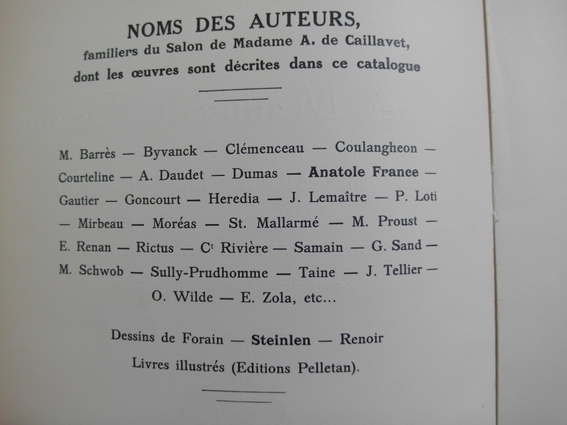 NOMS DES AUTEURS,
familiers du Salon de Madame A. de Caillavet,
dont les œuvres sont décrites dans ce catalogue
M. Barrès — Byvanck — Clémenceau — Coulangheon —
Courteline — A. Daudet — Dumas — Anatole France —
Gautier — Goncourt — Heredia — J. Lemaître — P. Loti
— Mirbeau — Moréas — St. Mallarmé — M. Proust —
E. Renan — Rictus — Cᵗ Rivière — Samain — G. Sand —
M. Schwob — Sully-Prudhomme — Taine — J. Tellier —
O. Wilde — E. Zola, etc...
Dessins de Forain — Steinlen — Renoir
Livres illustrés (Editions Pelletan).